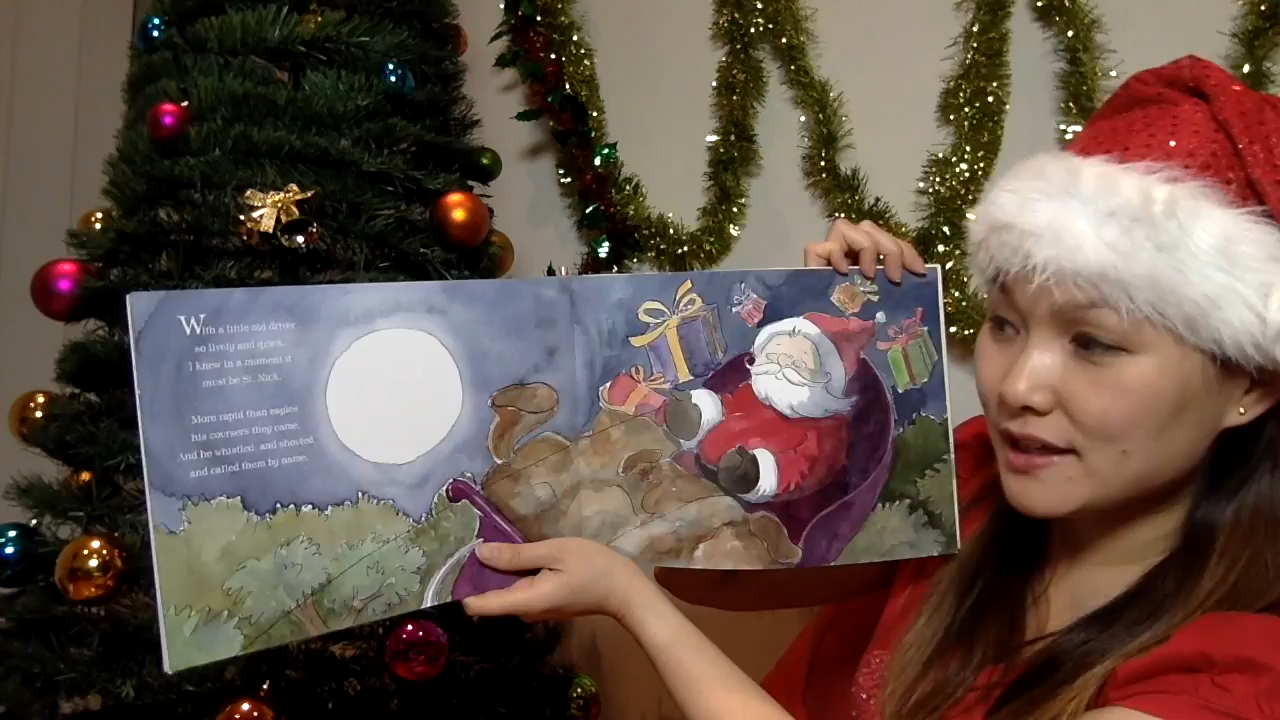 With a little old driver
so lively and quick,
I knew in a moment it
must be St. Nick.
More rapid than eagles
his coursers they came,
And he whistled, and shouted,
and called them by name.